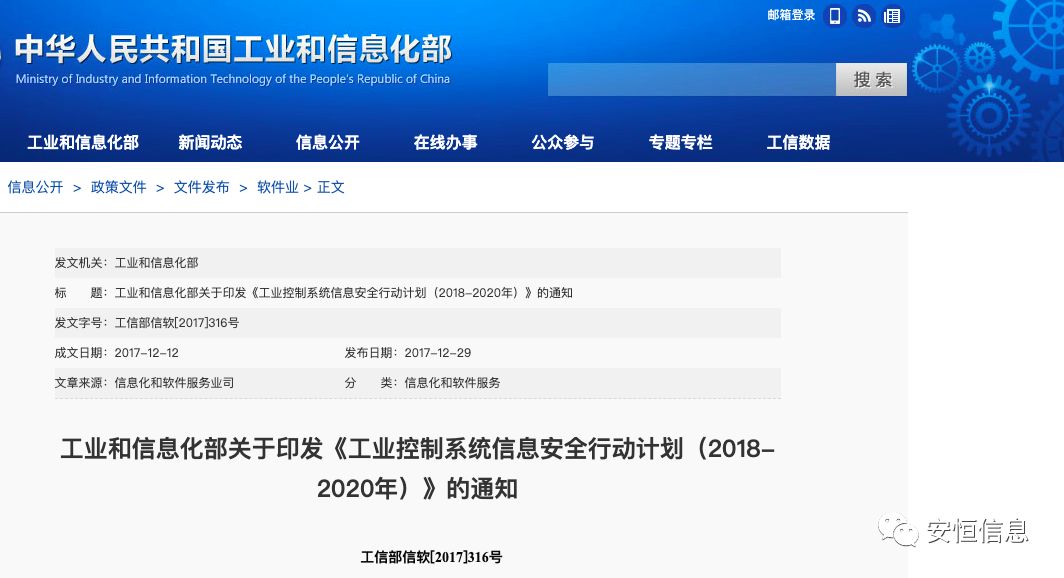 邮箱登录
中华人民共和国工业和信息化部
Ministry of Industry and Information Technology of the People's Republic of China
搜 索
工业和信息化部 新闻动态 信息公开 在线办事 公众参与 专题专栏 工信数据
信息公开 > 政策文件 > 文件发布 > 软件业 > 正文
发文机关：工业和信息化部
标 题：工业和信息化部关于印发《工业控制系统信息安全行动计划（2018-2020年）》的通知
发文字号：工信部信软[2017]316号
成文日期：2017-12-12 发布日期：2017-12-29
文章来源：信息化和软件服务业司 分 类：信息化和软件服务
工业和信息化部关于印发《工业控制系统信息安全行动计划（2018-
2020年）》的通知
工信部信软[2017]316号
安恒信息